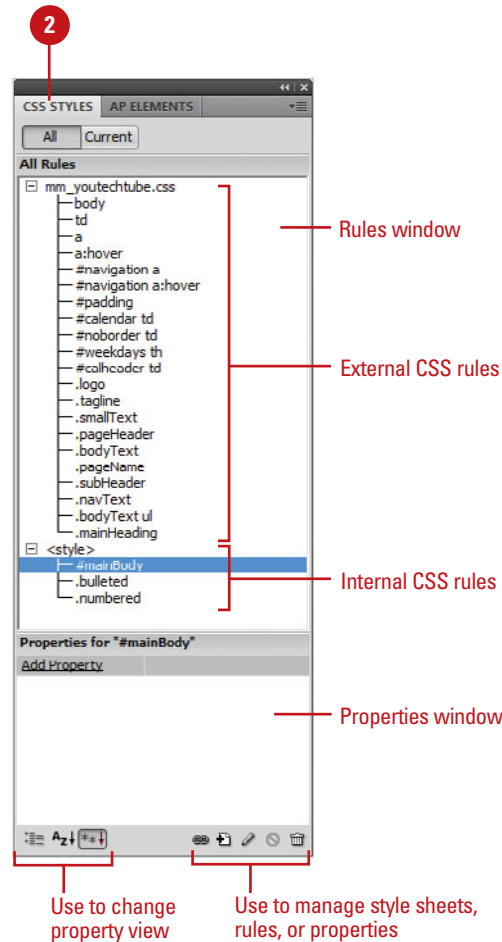 2
CSS STYLES AP ELEMENTS
All Current
All Rules
mm_youtechtube.css
body
td
a
a:hover
#navigation a
#navigation a:hover
#padding
#calendar td
#noborder td
#weekdays th
#calheader td
.logo
.tagline
.smallText
.pageHeader
.bodyText
.pageName
.subHeader
.navText
.bodyText ul
.mainHeading
<style>
#mainBody
.bulleted
.numbered
Rules window
External CSS rules
Internal CSS rules
Properties for "#mainBody"
Add Property
Properties window
Az
**
Use to change
property view
Use to manage style sheets,
rules, or properties